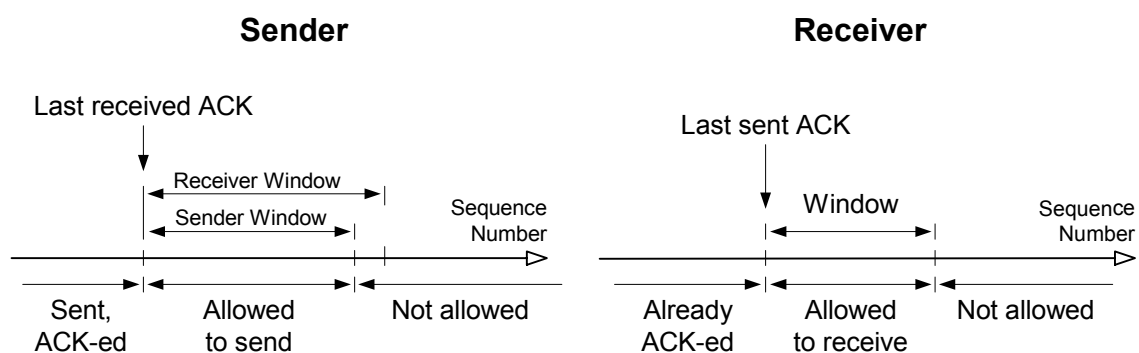 Sender
Last received ACK
Receiver Window
Sender Window
Sequence
Number
Sent,
ACK-ed
Allowed
to send
Not allowed
Receiver
Last sent ACK
Window
Sequence
Number
Already
ACK-ed
Allowed
to receive
Not allowed